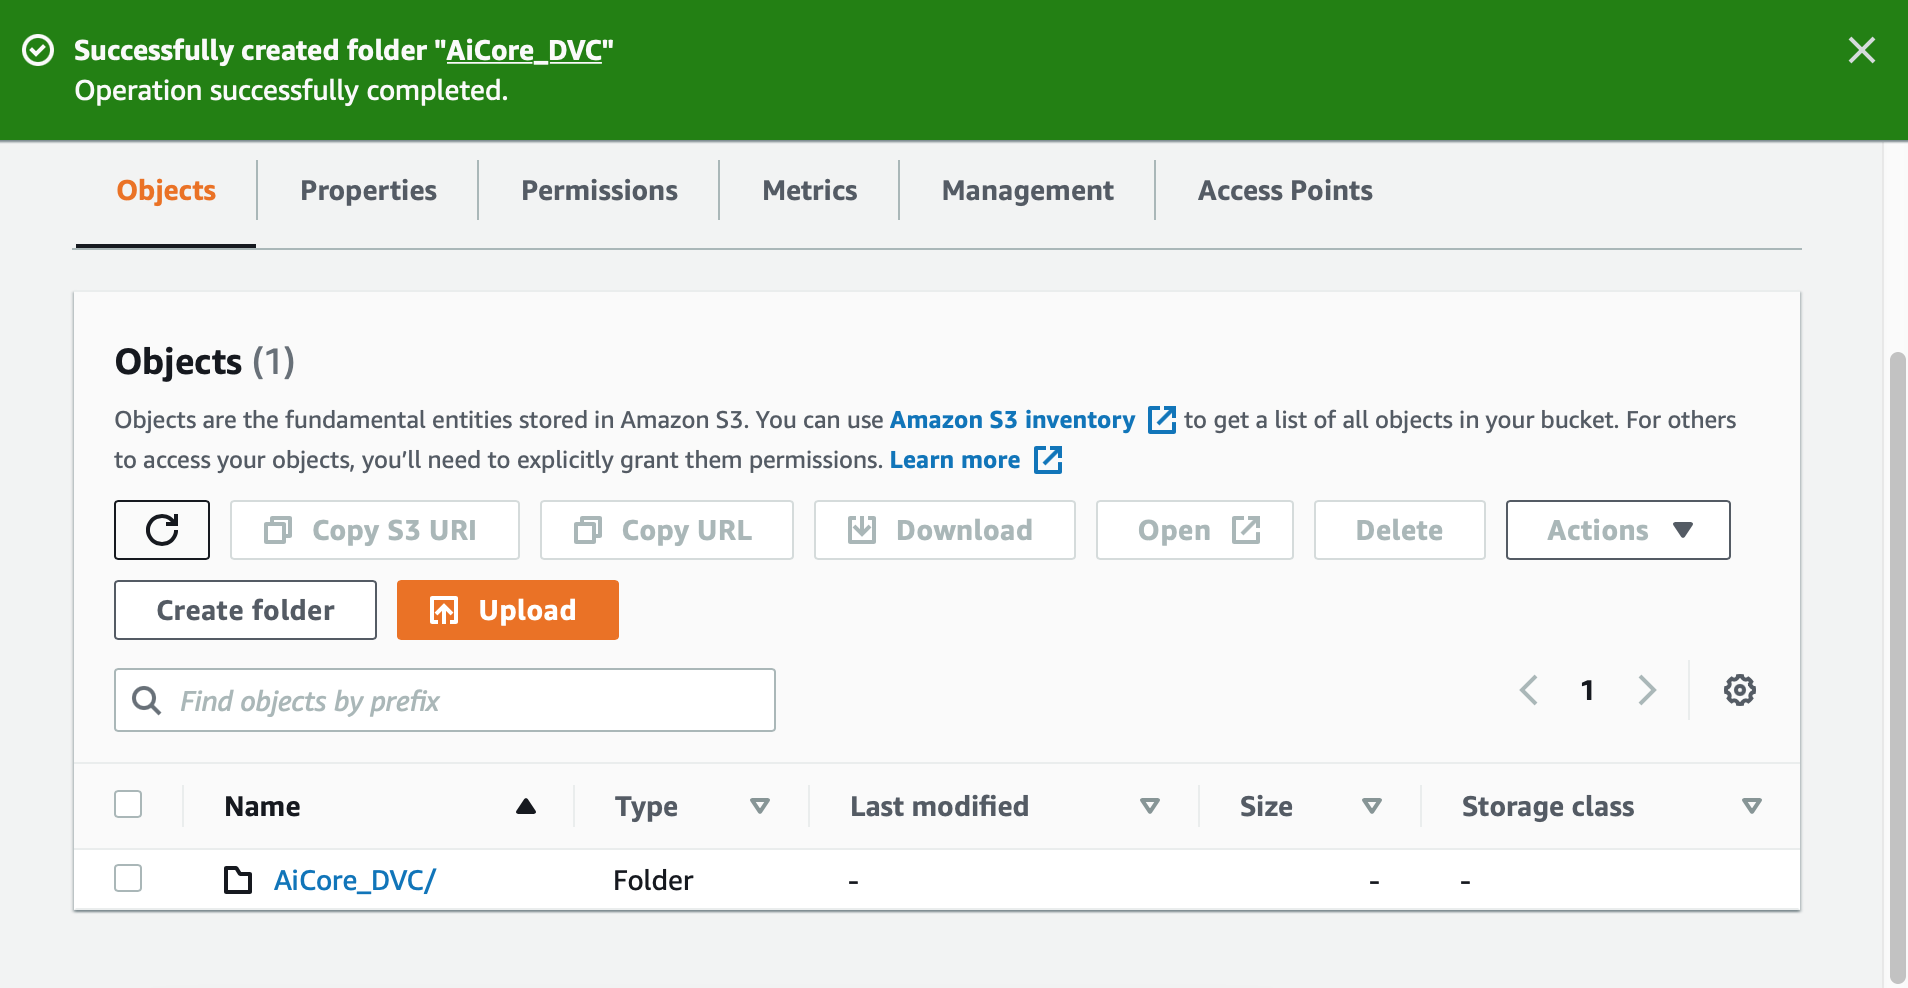 Successfully created folder "AiCore_DVC"
Operation successfully completed.
Objects Properties Permissions Metrics Management Access Points
Objects (1)
Objects are the fundamental entities stored in Amazon S3. You can use Amazon S3 inventory to get a list of all objects in your bucket. For others
to access your objects, you’ll need to explicitly grant them permissions. Learn more
Copy S3 URI Copy URL Download Open Delete Actions
Create folder Upload
Find objects by prefix 1
Name Type Last modified Size Storage class
AiCore_DVC/ Folder - - -